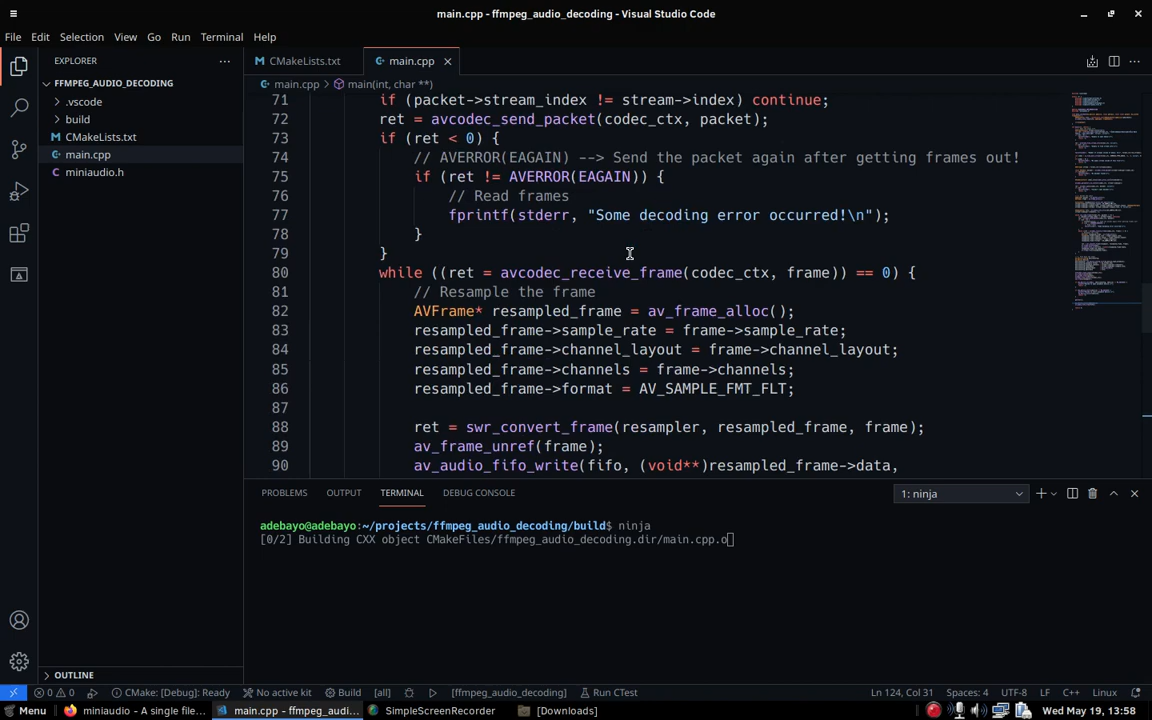 main.cpp - ffmpeg_audio_decoding - Visual Studio Code
File Edit Selection View Go Run Terminal Help
EXPLORER
FFMPEG_AUDIO_DECODING
.vscode
build
CMakeLists.txt
main.cpp
miniaudio.h
OUTLINE
CMakeLists.txt main.cpp
main.cpp > main(int, char **)
71 if (packet->stream_index != stream->index) continue;
72 ret = avcodec_send_packet(codec_ctx, packet);
73 if (ret < 0) {
74 // AVERROR(EAGAIN) --> Send the packet again after getting frames out!
75 if (ret != AVERROR(EAGAIN)) {
76 // Read frames
77 fprintf(stderr, "Some decoding error occurred!\n");
78 }
79 }
80 while ((ret = avcodec_receive_frame(codec_ctx, frame)) == 0) {
81 // Resample the frame
82 AVFrame* resampled_frame = av_frame_alloc();
83 resampled_frame->sample_rate = frame->sample_rate;
84 resampled_frame->channel_layout = frame->channel_layout;
85 resampled_frame->channels = frame->channels;
86 resampled_frame->format = AV_SAMPLE_FMT_FLT;
87
88 ret = swr_convert_frame(resampler, resampled_frame, frame);
89 av_frame_unref(frame);
90 av_audio_fifo_write(fifo, (void**)resampled_frame->data,
PROBLEMS OUTPUT TERMINAL DEBUG CONSOLE 1: ninja
adebayo@adebayo:~/projects/ffmpeg_audio_decoding/build$ ninja
[0/2] Building CXX object CMakeFiles/ffmpeg_audio_decoding.dir/main.cpp.o
0 0 CMake: [Debug]: Ready No active kit Build [all] [ffmpeg_audio_decoding] Run CTest Ln 124, Col 31 Spaces: 4 UTF-8 LF C++ Linux
Menu miniaudio - A single file... main.cpp - ffmpeg_audi... SimpleScreenRecorder [Downloads] Wed May 19, 13:58